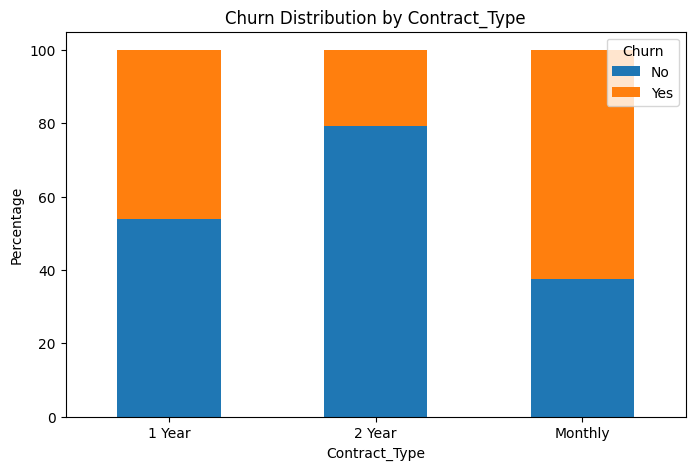 Churn Distribution by Contract_Type
Churn
No
Yes
Percentage
100
80
60
40
20
0
1 Year 2 Year Monthly
Contract_Type